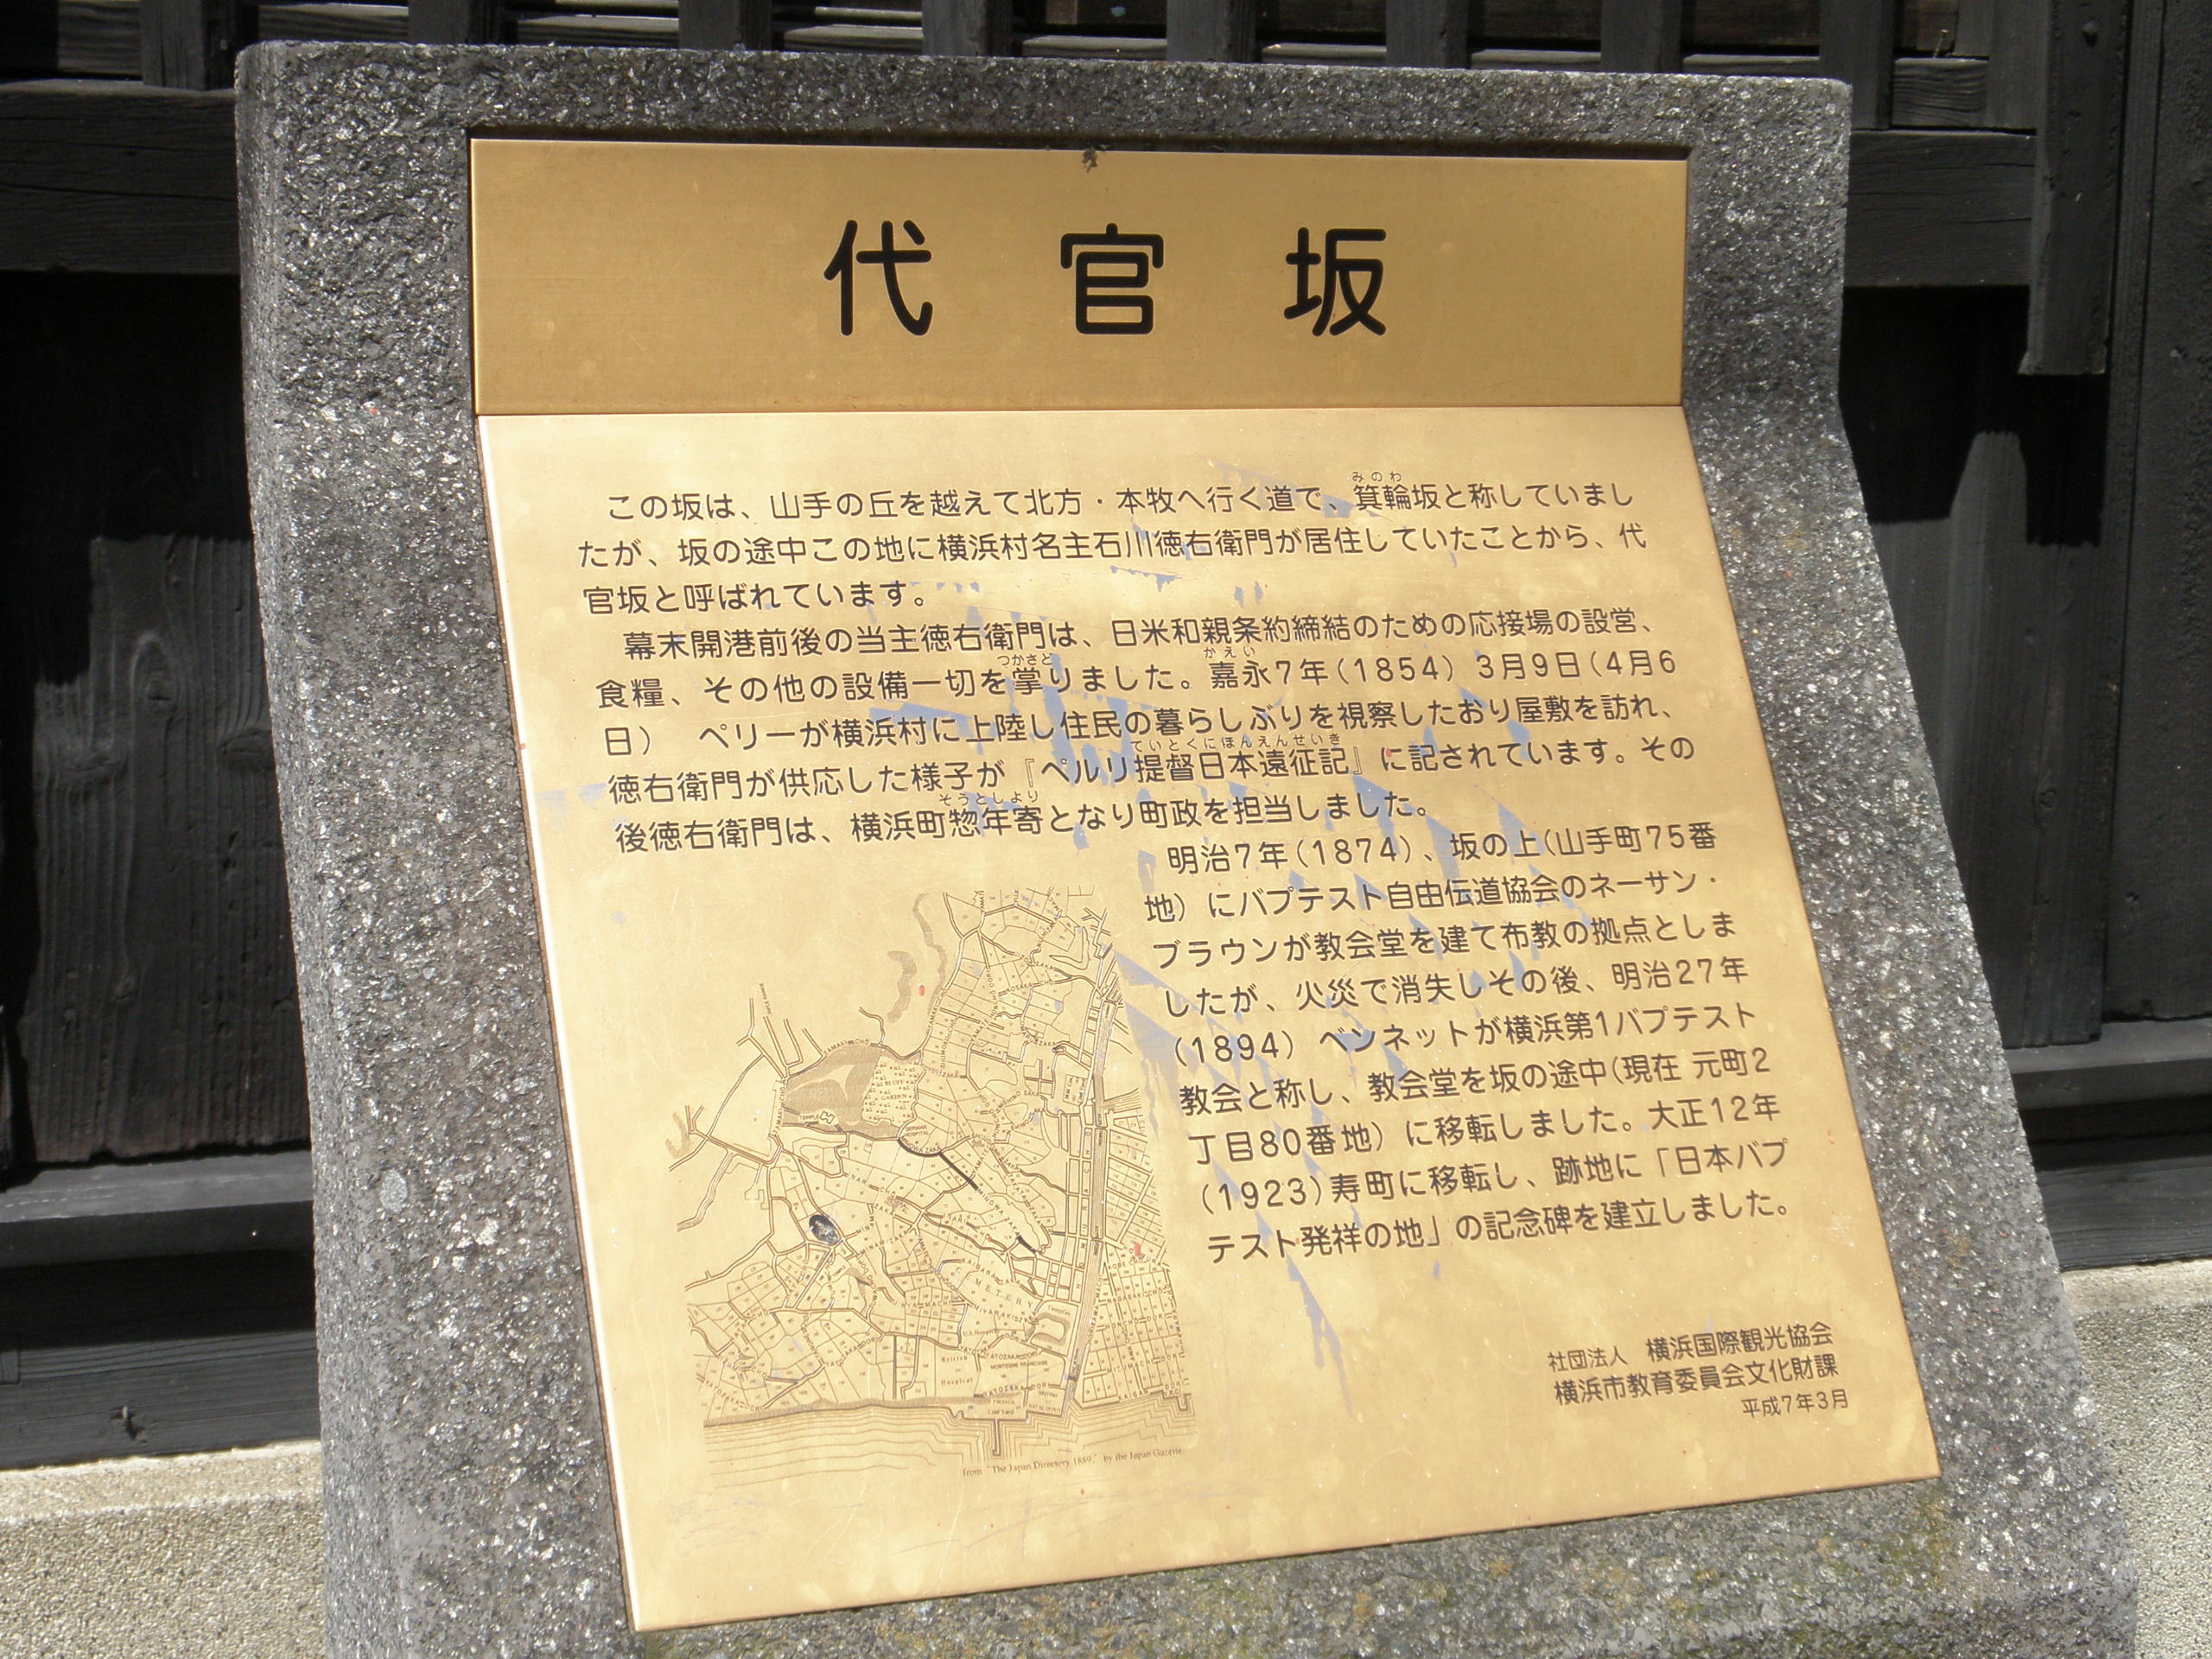 代官坂
この坂は、山手の丘を越えて北方・本牧へ行く道で、箕輪坂と称していまし
たが、坂の途中この地に横浜村名主石川徳右衛門が居住していたことから、代
官坂と呼ばれています。
幕末開港前後の当主徳右衛門は、日米和親条約締結のための応接場の設営、
食糧、その他の設備一切を掌りました。嘉永7年(1854) 3月9日(4月6
日) ペリーが横浜村に上陸し住民の暮らしぶりを視察したおり屋敷を訪れ、
徳右衛門が供応した様子が『ペルリ提督日本遠征記』に記されています。その
後徳右衛門は、横浜町惣年寄となり町政を担当しました。
明治7年(1874)、坂の上(山手町75番
地) にバプテスト自由伝道協会のネーサン・
ブラウンが教会堂を建て布教の拠点としま
したが、火災で消失しその後、明治27年
(1894) ベンネットが横浜第1バプテスト
教会と称し、教会堂を坂の途中(現在 元町2
丁目80番地) に移転しました。大正12年
(1923)寿町に移転し、跡地に「日本バプ
テスト発祥の地」の記念碑を建立しました。
from "The Japan Directory 1889," by the Japan Gazette
社団法人 横浜国際観光協会
横浜市教育委員会文化財課
平成7年3月